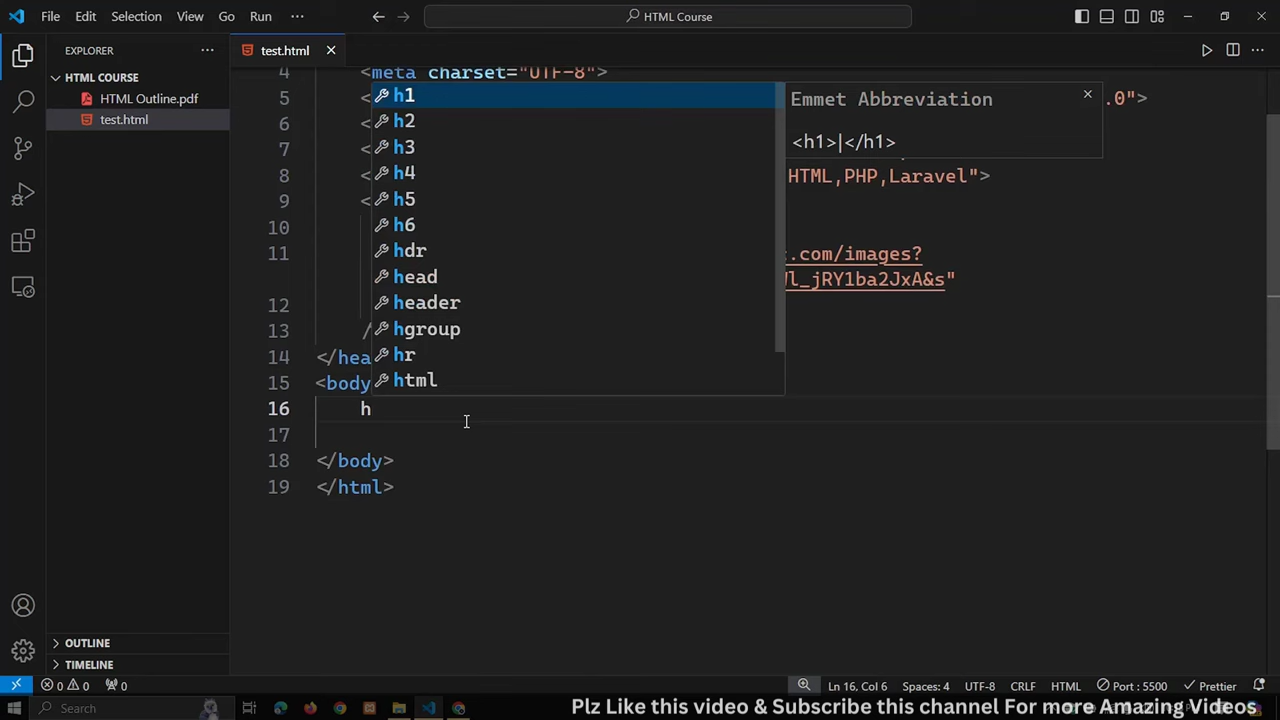 File Edit Selection View Go Run ··· HTML Course
EXPLORER ···
HTML COURSE
HTML Outline.pdf
test.html
OUTLINE
TIMELINE
test.html
4 <meta charset="UTF-8">
5 < .0">
6 <
7 <
8 < HTML,PHP,Laravel">
9 <
10
11 .com/images?
l_jRY1ba2JxA&s"
12
13 /
14 </hea
15 <body
16 h
17
18 </body>
19 </html>
h1
h2
h3
h4
h5
h6
hdr
head
header
hgroup
hr
html
Emmet Abbreviation
<h1>|</h1>
0 0 0 Ln 16, Col 6 Spaces: 4 UTF-8 CRLF HTML Port : 5500 Prettier
Search
Plz Like this video & Subscribe this channel For more Amazing Videos